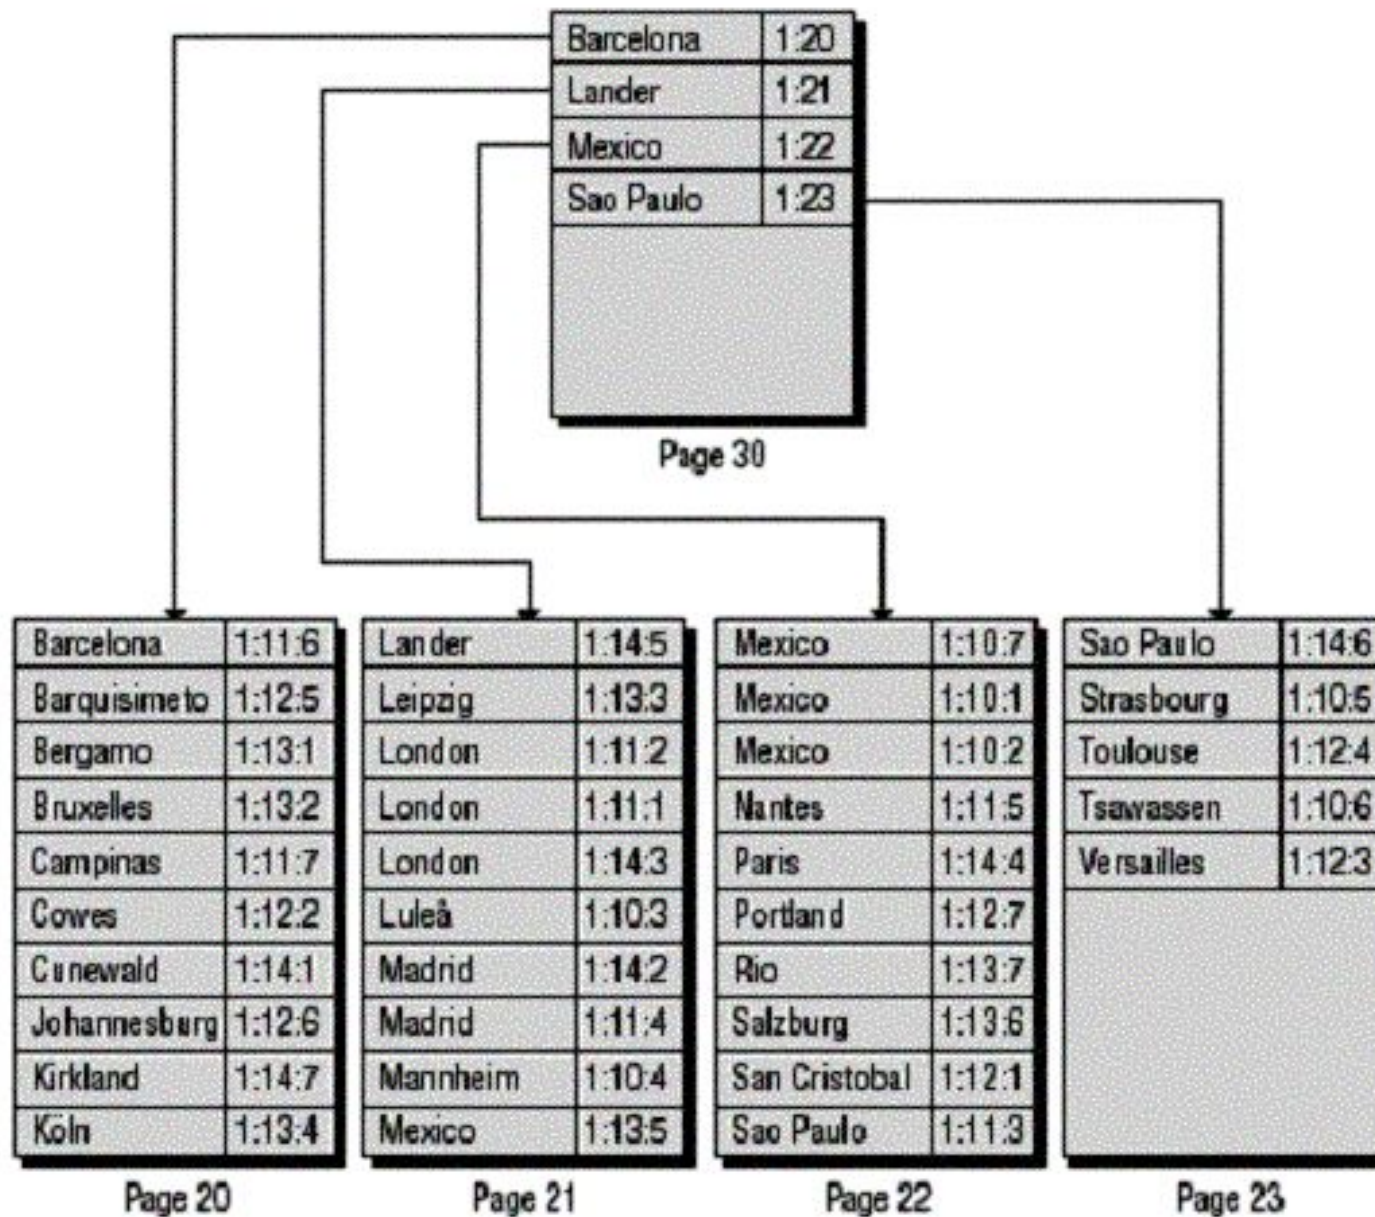 Barcelona 1:20
Lander 1:21
Mexico 1:22
Sao Paulo 1:23
Page 30
Barcelona 1:11:6
Barquisimeto 1:12:5
Bergamo 1:13:1
Bruxelles 1:13:2
Campinas 1:11:7
Cowes 1:12:2
Cunewald 1:14:1
Johannesburg 1:12:6
Kirkland 1:14:7
Köln 1:13:4
Page 20
Lander 1:14:5
Leipzig 1:13:3
London 1:11:2
London 1:11:1
London 1:14:3
Luleå 1:10:3
Madrid 1:14:2
Madrid 1:11:4
Mannheim 1:10:4
Mexico 1:13:5
Page 21
Mexico 1:10:7
Mexico 1:10:1
Mexico 1:10:2
Nantes 1:11:5
Paris 1:14:4
Portland 1:12:7
Rio 1:13:7
Salzburg 1:13:6
San Cristobal 1:12:1
Sao Paulo 1:11:3
Page 22
Sao Paulo 1:14:6
Strasbourg 1:10:5
Toulouse 1:12:4
Tsawassen 1:10:6
Versailles 1:12:3
Page 23